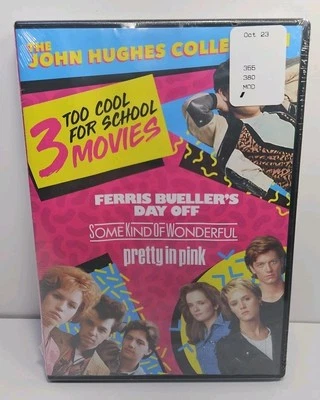 THE
JOHN HUGHES COLLE
Oct 23
355
380
MOD
3 TOO COOL
FOR SCHOOL
MOVIES
FERRIS BUELLER'S
DAY OFF
SOME KIND OF WONDERFUL
pretty in pink